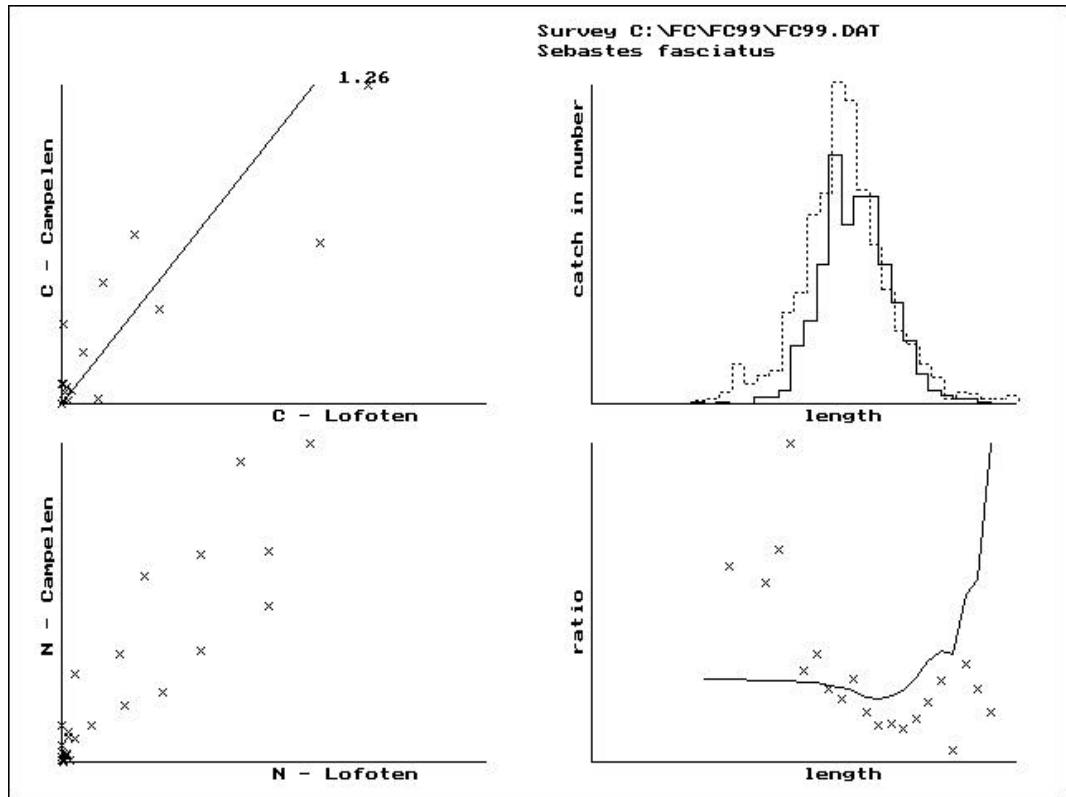 Survey C:\FC\FC99\FC99.DAT
Sebastes fasciatus
1.26
C - Campelen
C - Lofoten
catch in number
length
N - Campelen
N - Lofoten
ratio
length